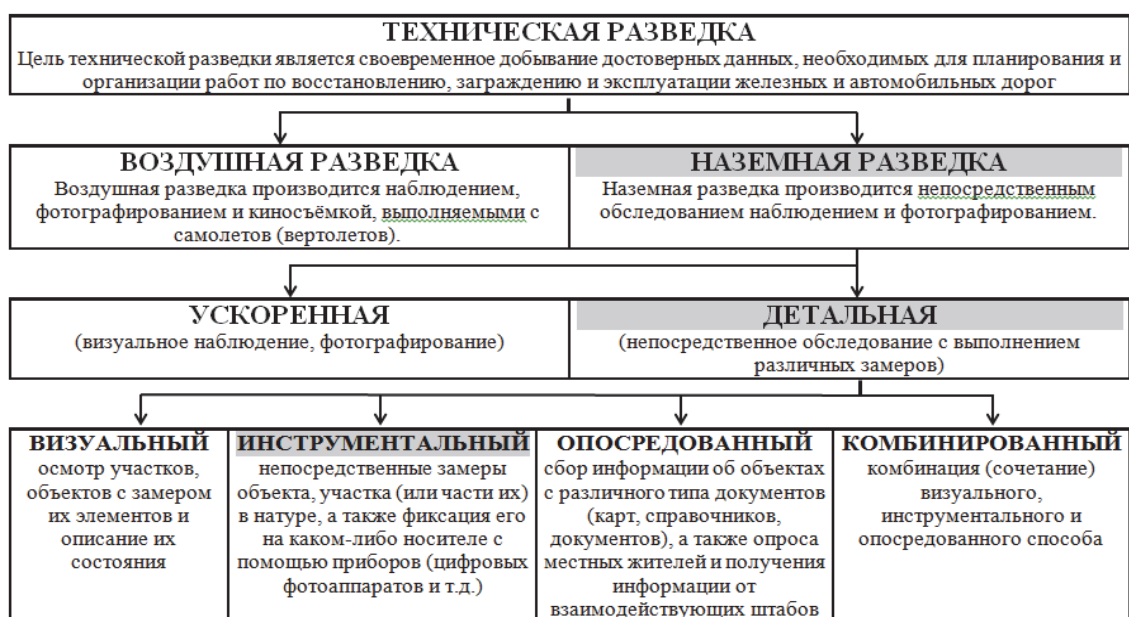 ТЕХНИЧЕСКАЯ РАЗВЕДКА
Цель технической разведки является своевременное добывание достоверных данных, необходимых для планирования и
организации работ по восстановлению, заграждению и эксплуатации железных и автомобильных дорог
ВОЗДУШНАЯ РАЗВЕДКА
Воздушная разведка производится наблюдением,
фотографированием и киносъёмкой, выполняемыми с
самолетов (вертолетов).
НАЗЕМНАЯ РАЗВЕДКА
Наземная разведка производится непосредственным
обследованием наблюдением и фотографированием.
УСКОРЕННАЯ
(визуальное наблюдение, фотографирование)
ДЕТАЛЬНАЯ
(непосредственное обследование с выполнением
различных замеров)
ВИЗУАЛЬНЫЙ
осмотр участков,
объектов с замером
их элементов и
описание их
состояния
ИНСТРУМЕНТАЛЬНЫЙ
непосредственные замеры
объекта, участка (или части их)
в натуре, а также фиксация его
на каком-либо носителе с
помощью приборов (цифровых
фотоаппаратов и т.д.)
ОПОСРЕДОВАННЫЙ
сбор информации об объектах
с различного типа документов
(карт, справочников,
документов), а также опроса
местных жителей и получения
информации от
взаимодействующих штабов
КОМБИНИРОВАННЫЙ
комбинация (сочетание)
визуального,
инструментального и
опосредованного способа